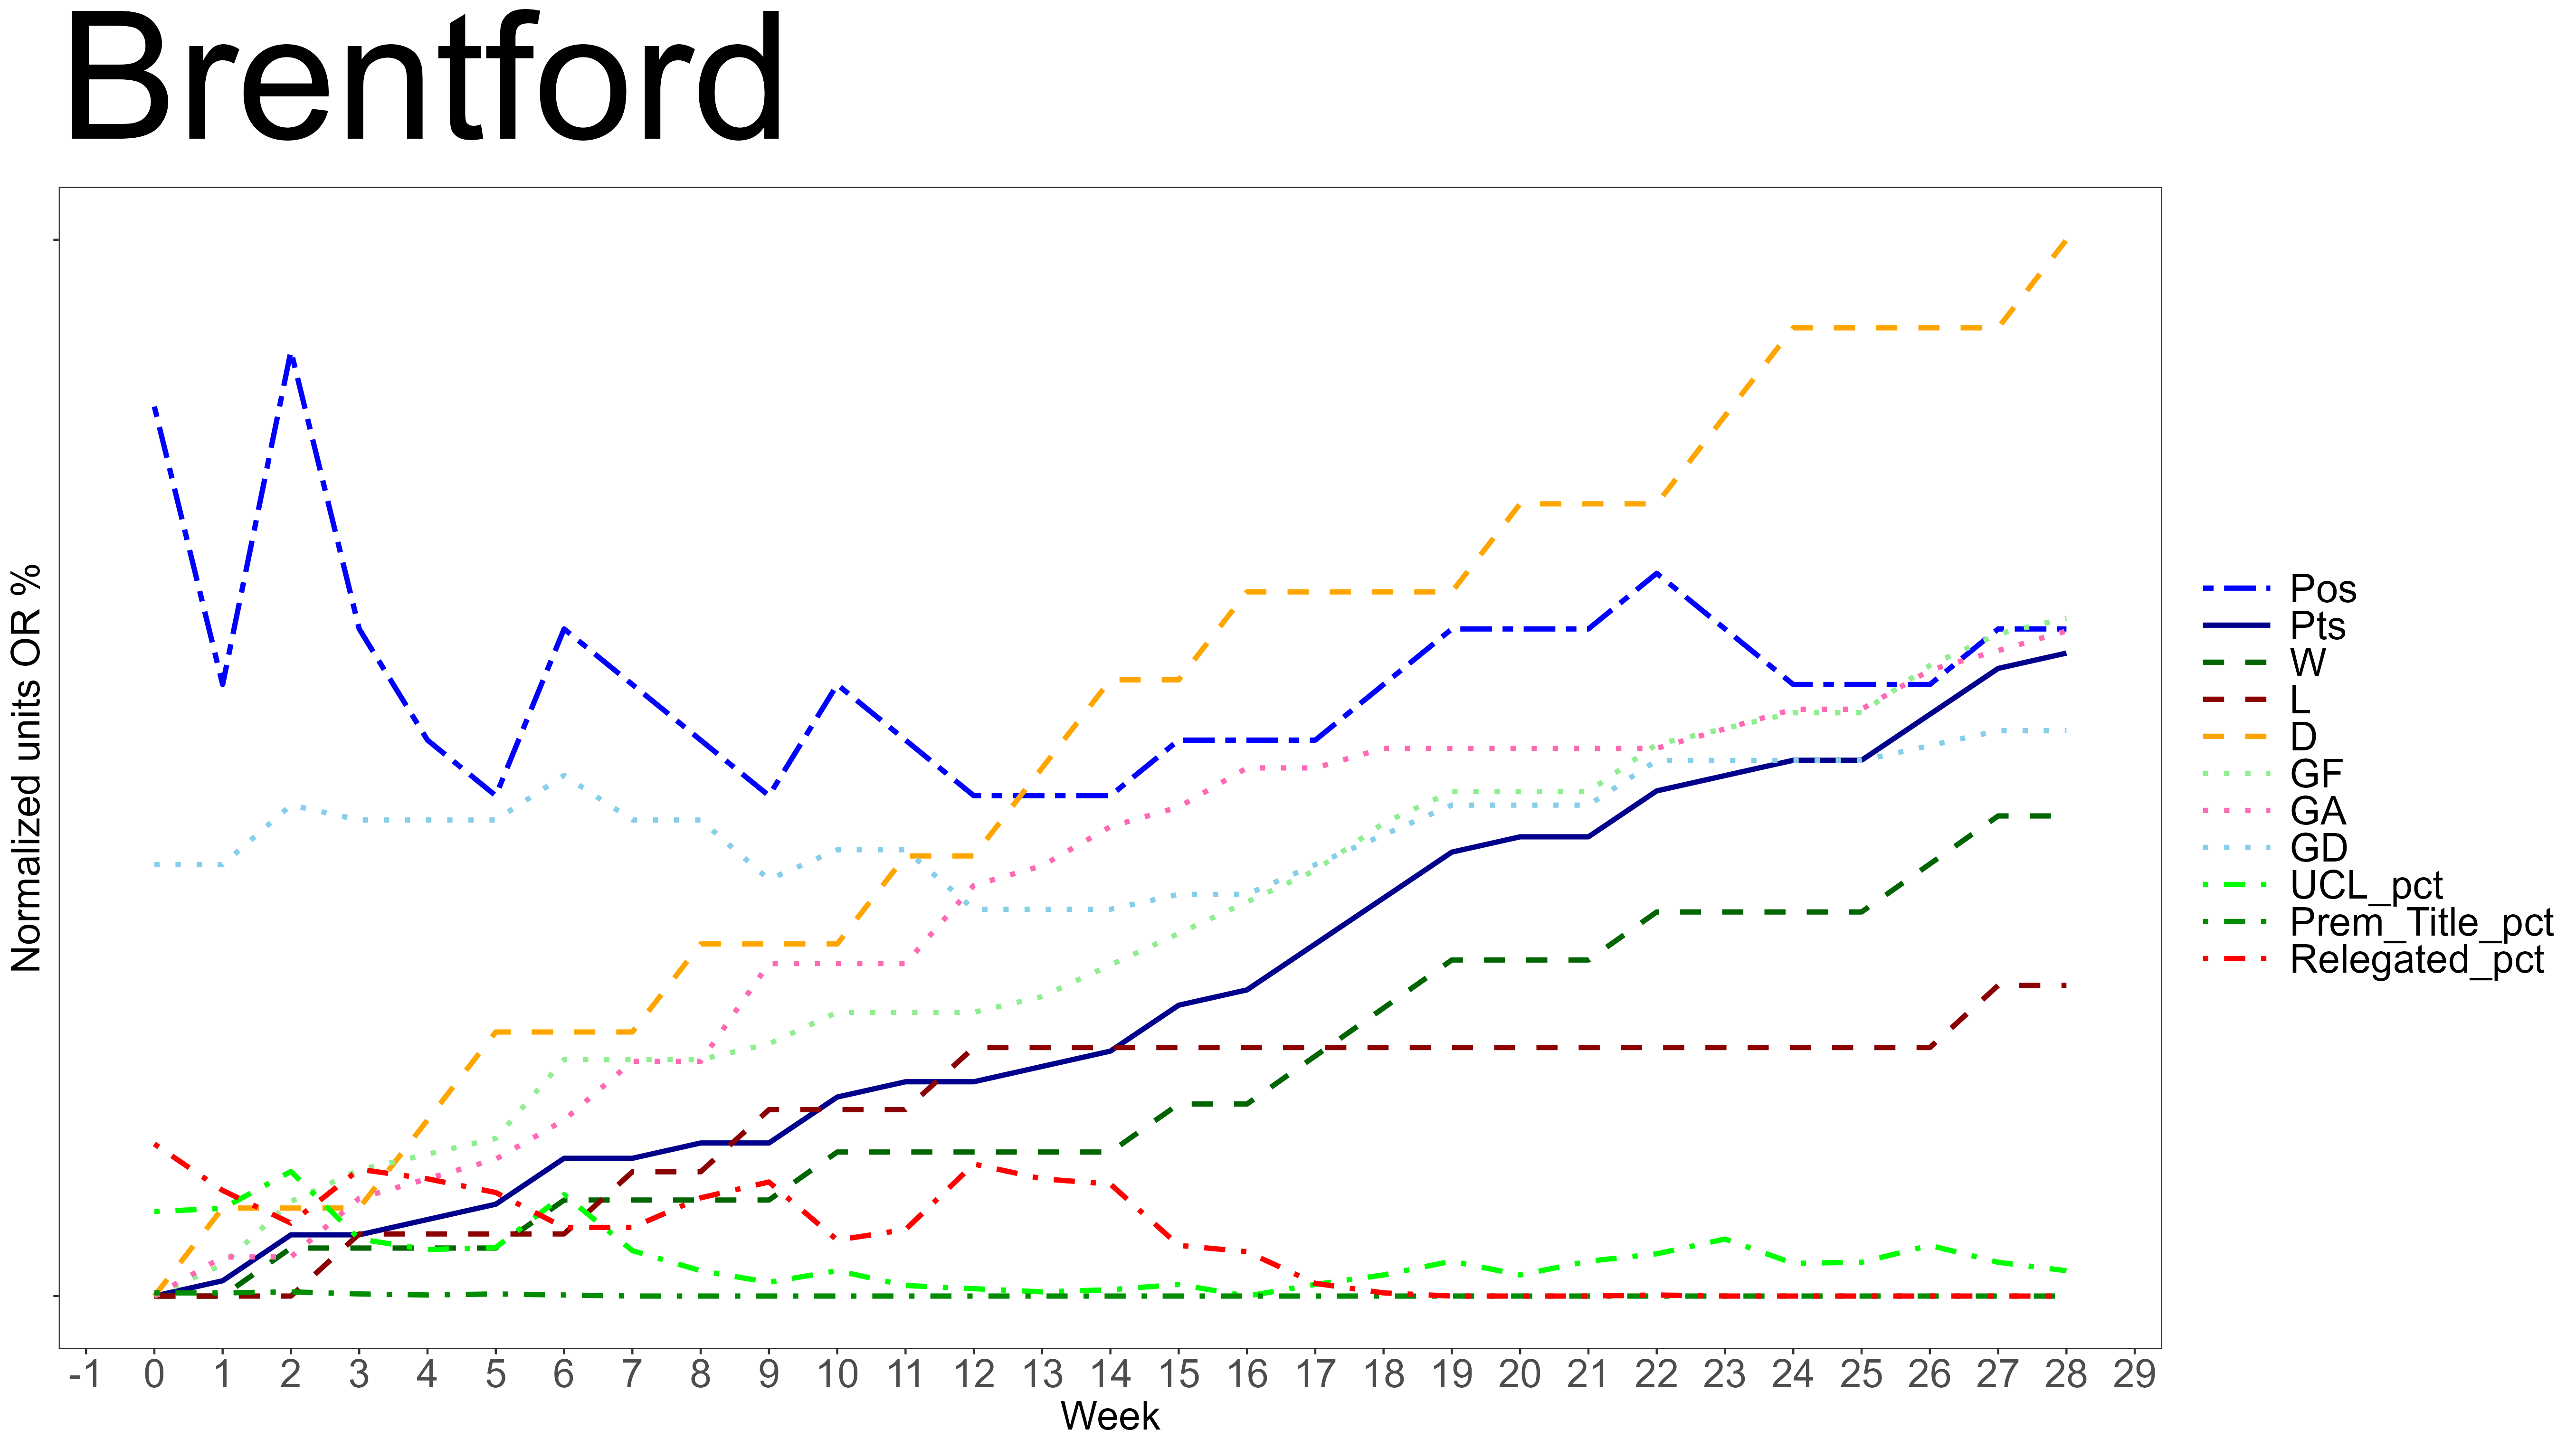 Brentford
Normalized units OR %
-1 0 1 2 3 4 5 6 7 8 9 10 11 12 13 14 15 16 17 18 19 20 21 22 23 24 25 26 27 28 29
Week
Pos
Pts
W
L
D
GF
GA
GD
UCL_pct
Prem_Title_pct
Relegated_pct